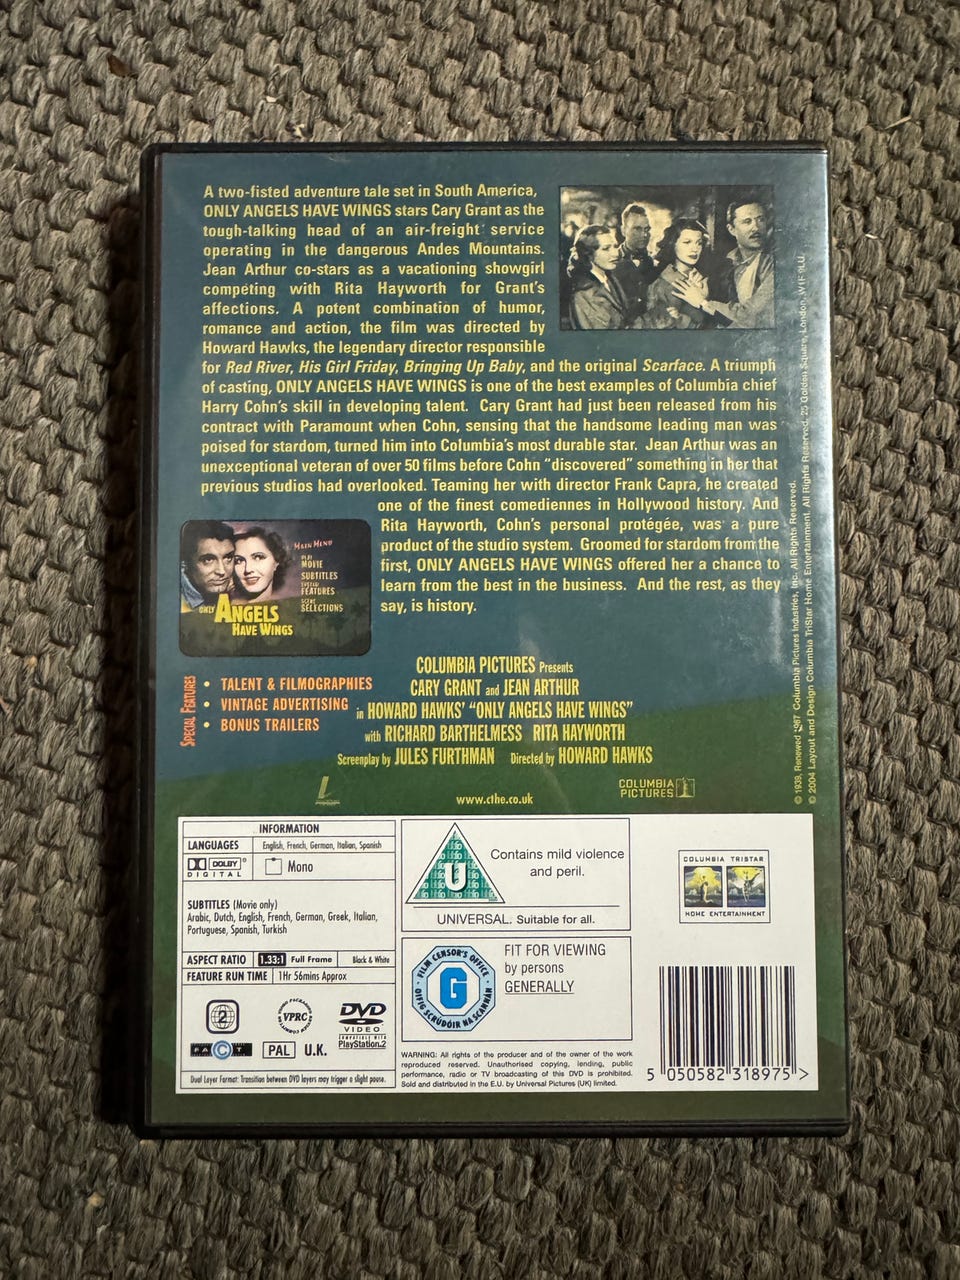 A two-fisted adventure tale set in South America,
ONLY ANGELS HAVE WINGS stars Cary Grant as the
tough-talking head of an air-freight service
operating in the dangerous Andes Mountains.
Jean Arthur co-stars as a vacationing showgirl
competing with Rita Hayworth for Grant's
affections. A potent combination of humor,
romance and action, the film was directed by
Howard Hawks, the legendary director responsible
for Red River, His Girl Friday, Bringing Up Baby, and the original Scarface. A triumph
of casting, ONLY ANGELS HAVE WINGS is one of the best examples of Columbia chief
Harry Cohn's skill in developing talent. Cary Grant had just been released from his
contract with Paramount when Cohn, sensing that the handsome leading man was
poised for stardom, turned him into Columbia's most durable star. Jean Arthur was an
unexceptional veteran of over 50 films before Cohn "discovered" something in her that
previous studios had overlooked. Teaming her with director Frank Capra, he created
one of the finest comediennes in Hollywood history. And
Rita Hayworth, Cohn's personal protégée, was a pure
product of the studio system. Groomed for stardom from the
first, ONLY ANGELS HAVE WINGS offered her a chance to
learn from the best in the business. And the rest, as they
say, is history.
MAIN MENU
PLAY
MOVIE
SUBTITLES
SPECIAL
FEATURES
SCENE
SELECTIONS
ONLY ANGELS
HAVE WINGS
SPECIAL FEATURES
• TALENT & FILMOGRAPHIES
• VINTAGE ADVERTISING
• BONUS TRAILERS
COLUMBIA PICTURES Presents
CARY GRANT and JEAN ARTHUR
in HOWARD HAWKS' "ONLY ANGELS HAVE WINGS"
with RICHARD BARTHELMESS RITA HAYWORTH
Screenplay by JULES FURTHMAN Directed by HOWARD HAWKS
www.cthe.co.uk
COLUMBIA
PICTURES
© 1939, Renewed 1967 Columbia Pictures Industries, Inc. All Rights Reserved.
© 2004 Layout and Design Columbia TriStar Home Entertainment. All Rights Reserved. 25 Golden Square, London, W1F 9LU.
INFORMATION
LANGUAGES English, French, German, Italian, Spanish
DOLBY
DIGITAL
Mono
SUBTITLES (Movie only)
Arabic, Dutch, English, French, German, Greek, Italian,
Portuguese, Spanish, Turkish
ASPECT RATIO 1.33:1 Full Frame Black & White
FEATURE RUN TIME 1Hr 56mins Approx
2
VPRC
DVD
VIDEO
COMPATIBLE WITH
PlayStation.2
FACT
PAL U.K.
Dual Layer Format: Transition between DVD layers may trigger a slight pause.
U
Contains mild violence
and peril.
UNIVERSAL. Suitable for all.
FILM CENSOR'S OFFICE
OIFIG SCRÚDÓIR NA SCANNÁN
G
FIT FOR VIEWING
by persons
GENERALLY
WARNING: All rights of the producer and of the owner of the work
reproduced reserved. Unauthorised copying, lending, public
performance, radio or TV broadcasting of this DVD is prohibited.
Sold and distributed in the E.U. by Universal Pictures (UK) limited.
COLUMBIA TRISTAR
HOME ENTERTAINMENT
5 050582 318975 >